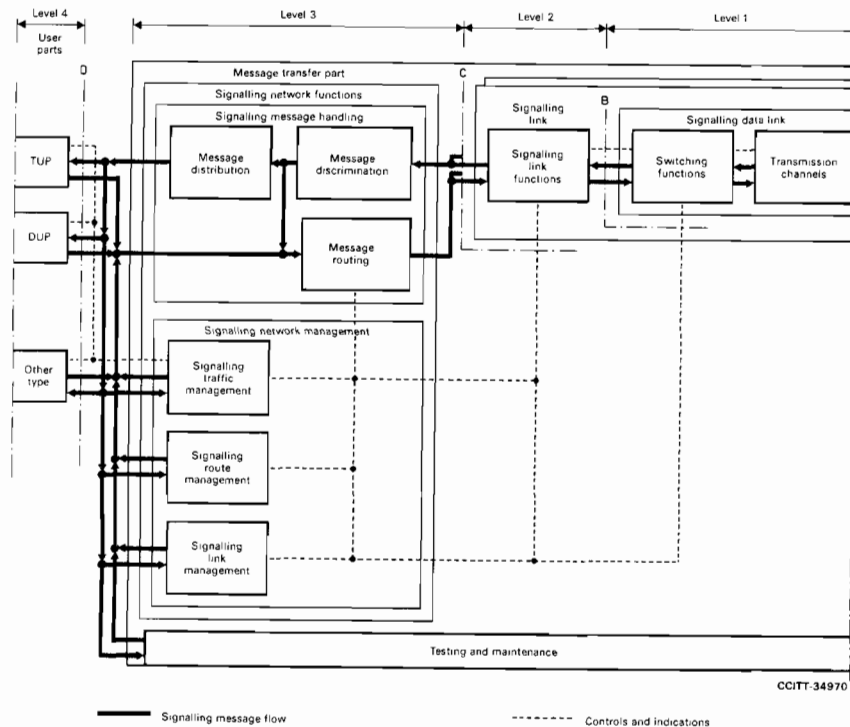 Level 4
Level 3
Level 2
Level 1
User
parts
D
C
B
Message transfer part
Signalling network functions
Signalling message handling
Signalling
link
Signalling data link
TUP
Message
distribution
Message
discrimination
Signalling
link
functions
Switching
functions
Transmission
channels
DUP
Message
routing
Signalling network management
Other
type
Signalling
traffic
management
Signalling
route
management
Signalling
link
management
Testing and maintenance
CCITT-34970
Signalling message flow
Controls and indications